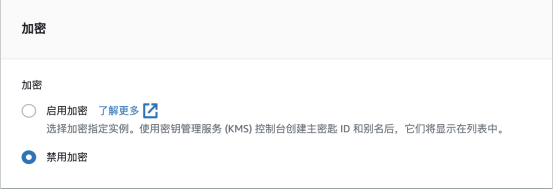 加密
加密
启用加密 了解更多
选择加密指定实例。使用密钥管理服务 (KMS) 控制台创建主密匙 ID 和别名后，它们将显示在列表中。
禁用加密